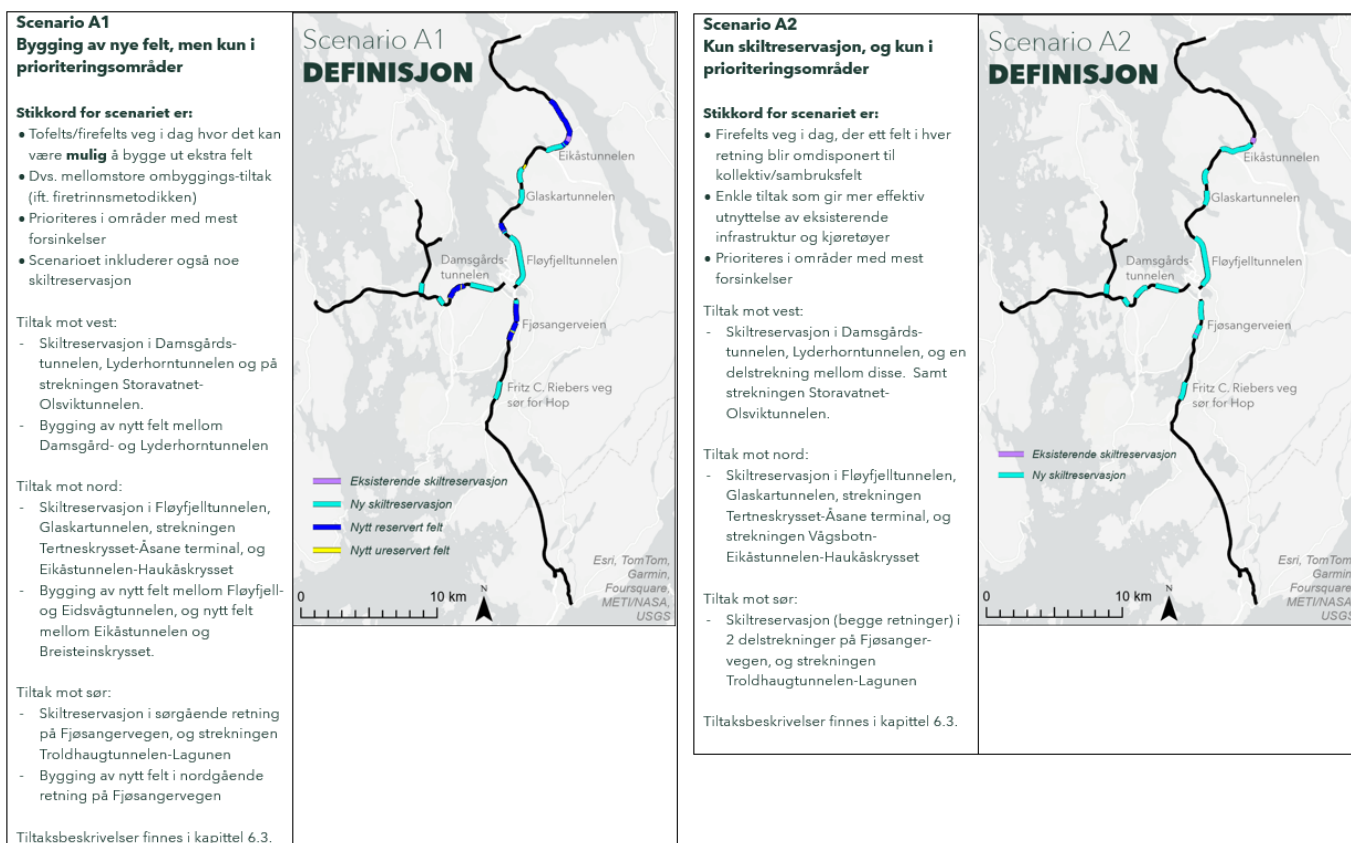 Scenario A1
Bygging av nye felt, men kun i
prioriteringsområder
Stikkord for scenariet er:
• Tofelts/firefelts veg i dag hvor det kan
være mulig å bygge ut ekstra felt
• Dvs. mellomstore ombyggings-tiltak
(ift. firetrinnsmetodikken)
• Prioriteres i områder med mest
forsinkelser
• Scenarioet inkluderer også noe
skiltreservasjon
Tiltak mot vest:
- Skiltreservasjon i Damsgårds-
tunnelen, Lyderhorntunnelen og på
strekningen Storavatnet-
Olsviktunnelen.
- Bygging av nytt felt mellom
Damsgård- og Lyderhorntunnelen
Tiltak mot nord:
- Skiltreservasjon i Fløyfjelltunnelen,
Glaskartunnelen, strekningen
Tertneskrysset-Åsane terminal, og
Eikåstunnelen-Haukåskrysset
- Bygging av nytt felt mellom Fløyfjell-
og Eidsvågtunnelen, og nytt felt
mellom Eikåstunnelen og
Breisteinskrysset.
Tiltak mot sør:
- Skiltreservasjon i sørgående retning
på Fjøsangervegen, og strekningen
Troldhaugtunnelen-Lagunen
- Bygging av nytt felt i nordgående
retning på Fjøsangervegen
Tiltaksbeskrivelser finnes i kapittel 6.3.
Scenario A1
DEFINISJON
Eikåstunnelen
Glaskartunnelen
Damsgårds-
tunnelen
Fløyfjelltunnelen
Fjøsangerveien
Fritz C. Riebers veg
sør for Hop
Eksisterende skiltreservasjon
Ny skiltreservasjon
Nytt reservert felt
Nytt ureservert felt
0 10 km
N
Esri, TomTom,
Garmin,
Foursquare,
METI/NASA,
USGS
Scenario A2
Kun skiltreservasjon, og kun i
prioriteringsområder
Stikkord for scenariet er:
• Firefelts veg i dag, der ett felt i hver
retning blir omdisponert til
kollektiv/sambruksfelt
• Enkle tiltak som gir mer effektiv
utnyttelse av eksisterende
infrastruktur og kjøretøyer
• Prioriteres i områder med mest
forsinkelser
Tiltak mot vest:
- Skiltreservasjon i Damsgårds-
tunnelen, Lyderhorntunnelen, og en
delstrekning mellom disse. Samt
strekningen Storavatnet-
Olsviktunnelen.
Tiltak mot nord:
- Skiltreservasjon i Fløyfjelltunnelen,
Glaskartunnelen, strekningen
Tertneskrysset-Åsane terminal, og
strekningen Vågsbotn-
Eikåstunnelen-Haukåskrysset
Tiltak mot sør:
- Skiltreservasjon (begge retninger) i
2 delstrekninger på Fjøsanger-
vegen, og strekningen
Troldhaugtunnelen-Lagunen
Tiltaksbeskrivelser finnes i kapittel 6.3.
Scenario A2
DEFINISJON
Eikåstunnelen
Glaskartunnelen
Damsgårds-
tunnelen
Fløyfjelltunnelen
Fjøsangerveien
Fritz C. Riebers veg
sør for Hop
Eksisterende skiltreservasjon
Ny skiltreservasjon
0 10 km
N
Esri, TomTom,
Garmin,
Foursquare,
METI/NASA,
USGS